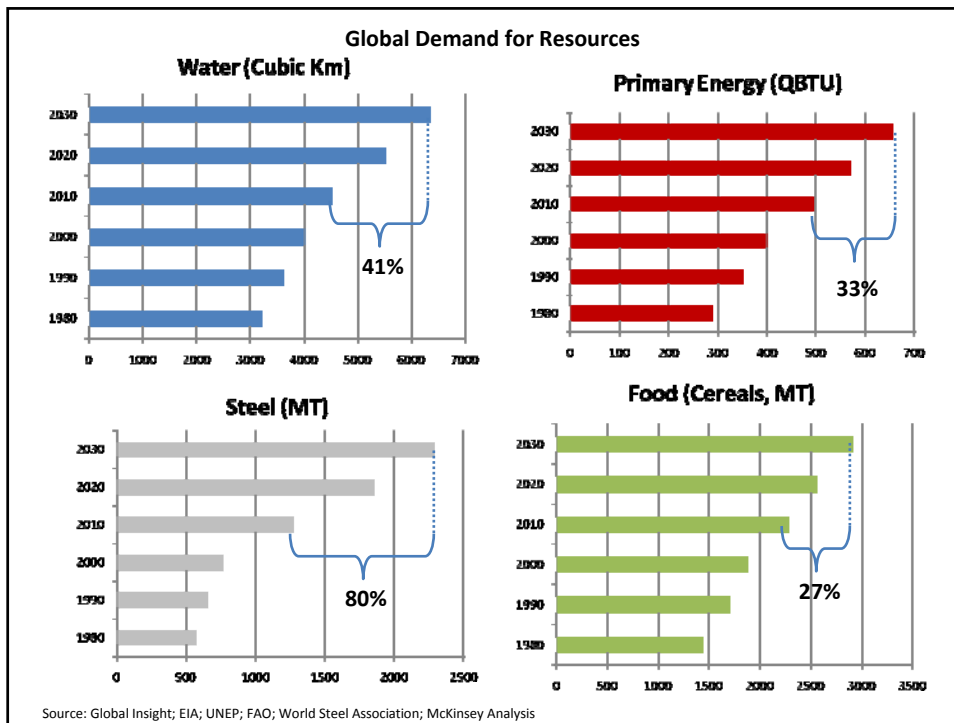 Global Demand for Resources
Water (Cubic Km)
2030
2020
2010
2000
1990
1980
41%
0 1000 2000 3000 4000 5000 6000 7000
Primary Energy (QBTU)
2030
2020
2010
2000
1990
1980
33%
0 100 200 300 400 500 600 700
Steel (MT)
2030
2020
2010
2000
1990
1980
80%
0 500 1000 1500 2000 2500
Food (Cereals, MT)
2030
2020
2010
2000
1990
1980
27%
0 500 1000 1500 2000 2500 3000 3500
Source: Global Insight; EIA; UNEP; FAO; World Steel Association; McKinsey Analysis